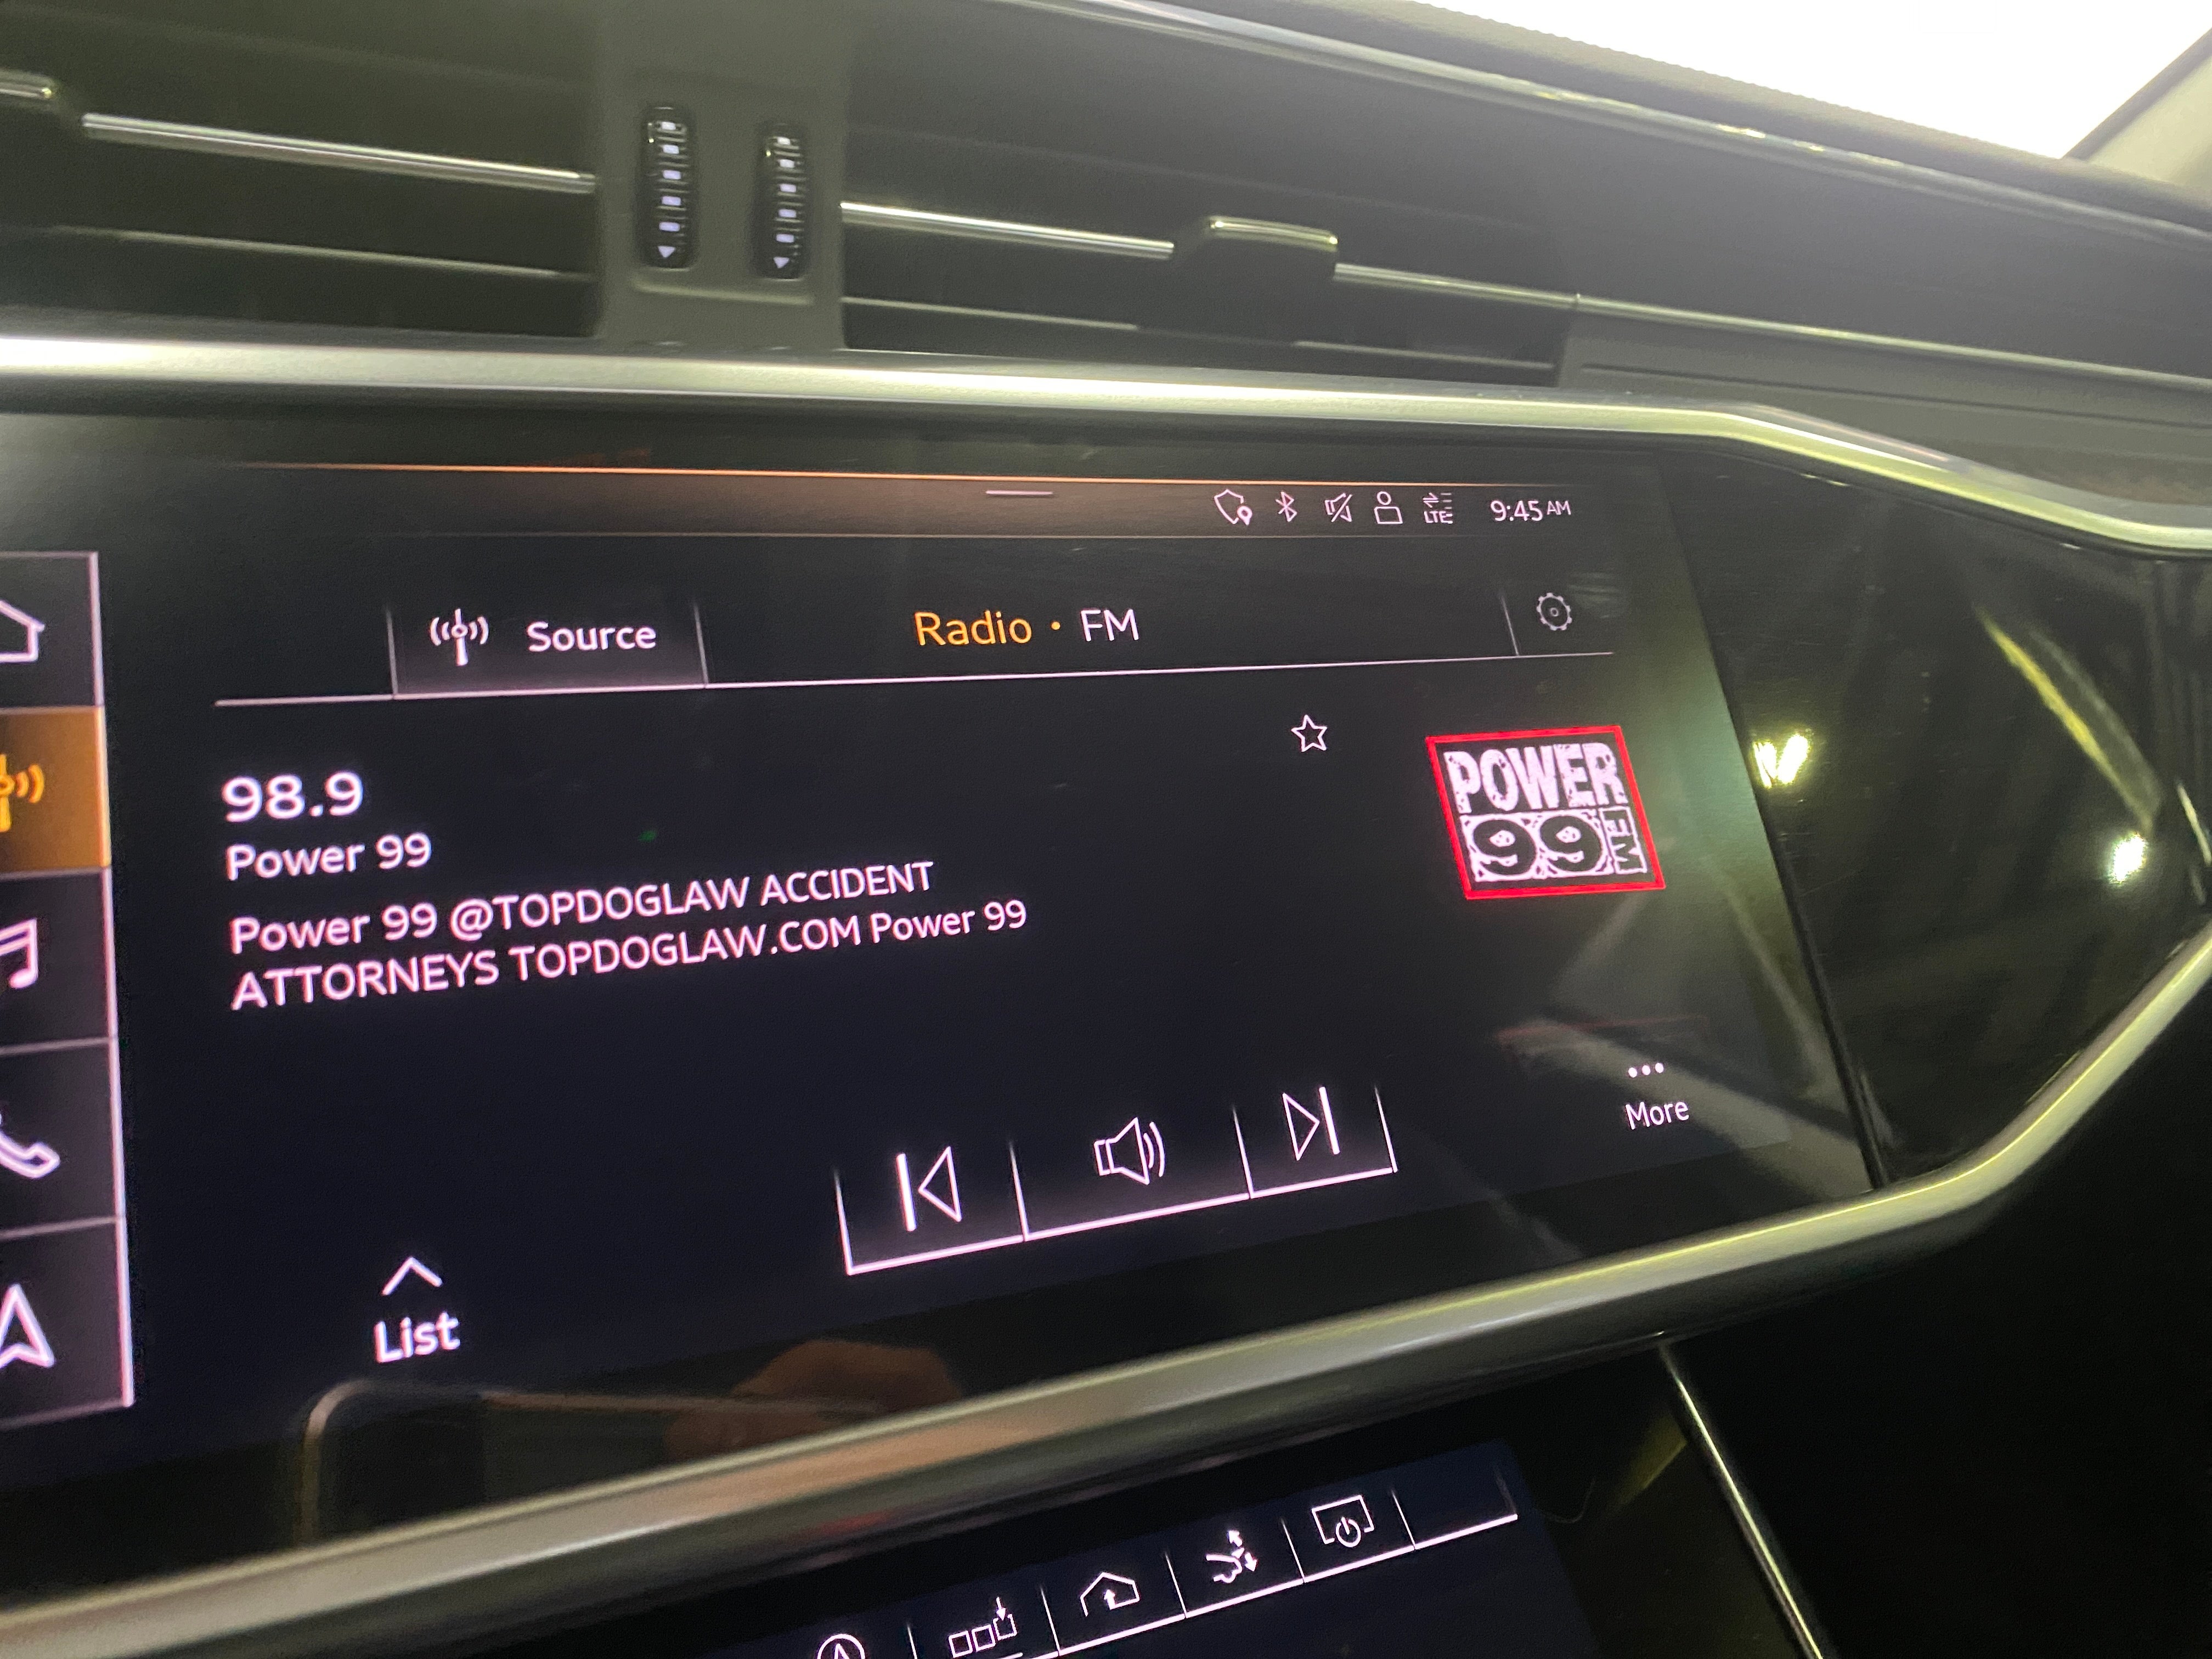 LTE
9:45 AM
Source
Radio · FM
98.9
Power 99
Power 99 @TOPDOGLAW ACCIDENT
ATTORNEYS TOPDOGLAW.COM Power 99
POWER
99 FM
More
List